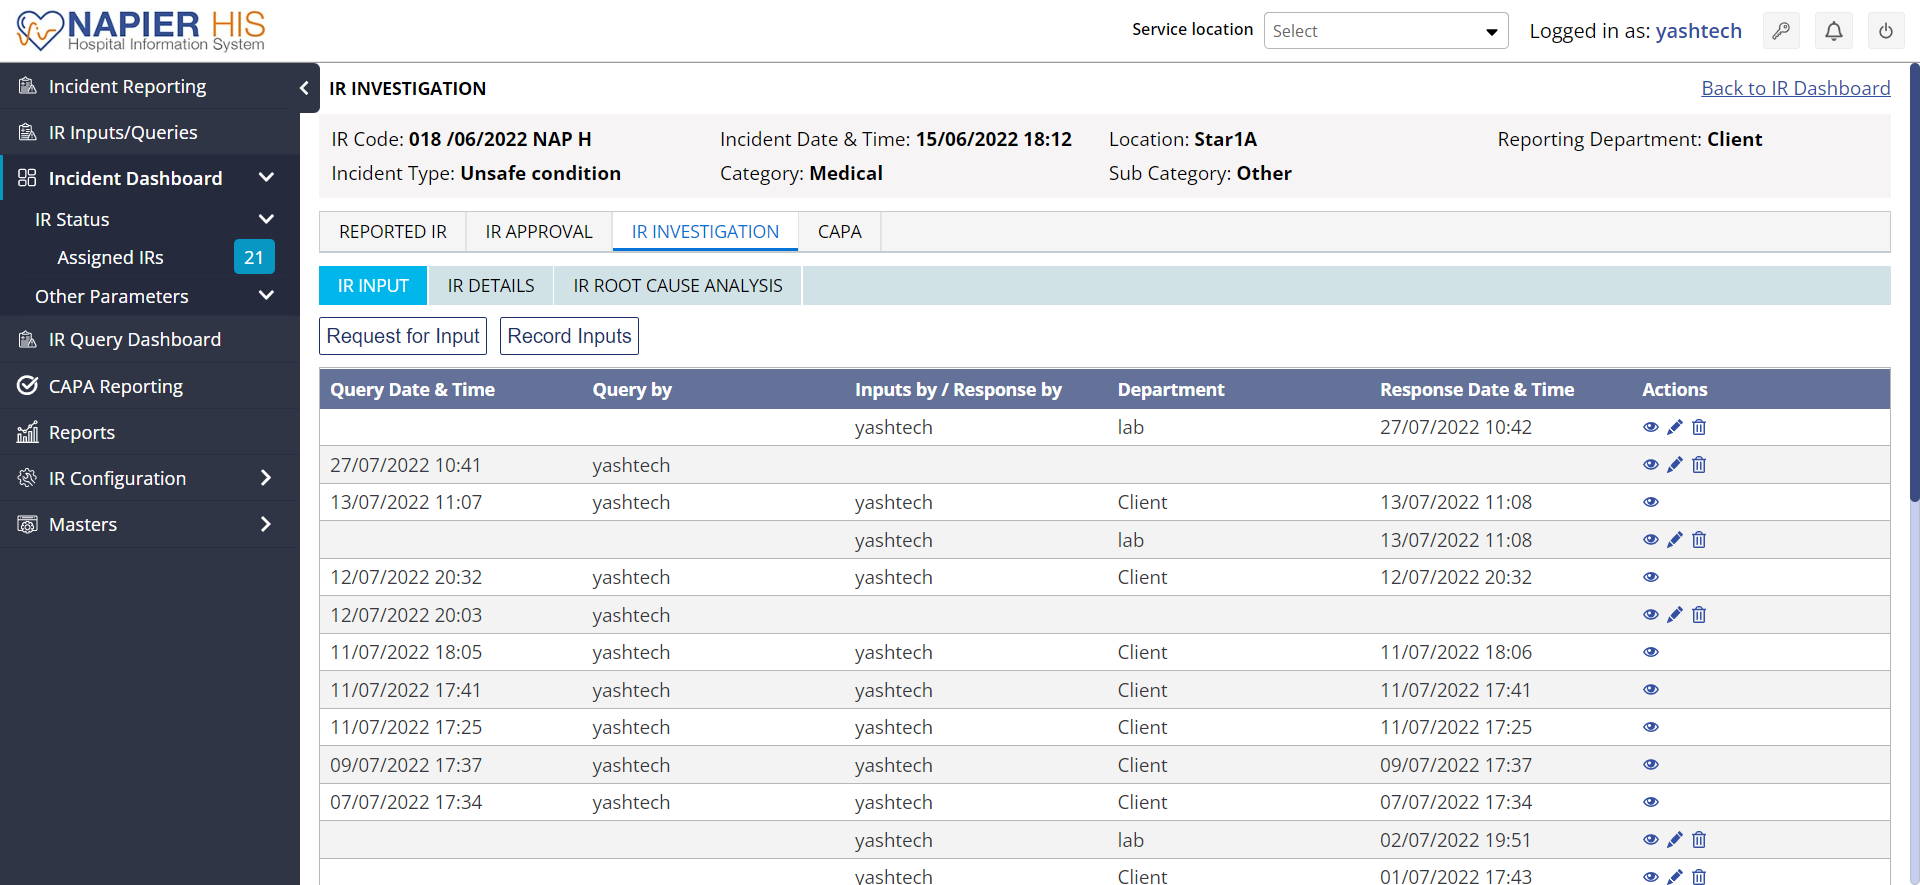 NAPIER HIS
Hospital Information System
Service location Select Logged in as: yashtech
Incident Reporting
IR Inputs/Queries
Incident Dashboard
IR Status
Assigned IRs 21
Other Parameters
IR Query Dashboard
CAPA Reporting
Reports
IR Configuration
Masters
IR INVESTIGATION Back to IR Dashboard
IR Code: 018 /06/2022 NAP H Incident Date & Time: 15/06/2022 18:12 Location: Star1A Reporting Department: Client
Incident Type: Unsafe condition Category: Medical Sub Category: Other
REPORTED IR IR APPROVAL IR INVESTIGATION CAPA
IR INPUT IR DETAILS IR ROOT CAUSE ANALYSIS
Request for Input Record Inputs
Query Date & Time Query by Inputs by / Response by Department Response Date & Time Actions
yashtech lab 27/07/2022 10:42
27/07/2022 10:41 yashtech
13/07/2022 11:07 yashtech yashtech Client 13/07/2022 11:08
yashtech lab 13/07/2022 11:08
12/07/2022 20:32 yashtech yashtech Client 12/07/2022 20:32
12/07/2022 20:03 yashtech
11/07/2022 18:05 yashtech yashtech Client 11/07/2022 18:06
11/07/2022 17:41 yashtech yashtech Client 11/07/2022 17:41
11/07/2022 17:25 yashtech yashtech Client 11/07/2022 17:25
09/07/2022 17:37 yashtech yashtech Client 09/07/2022 17:37
07/07/2022 17:34 yashtech yashtech Client 07/07/2022 17:34
yashtech lab 02/07/2022 19:51
yashtech Client 01/07/2022 17:43